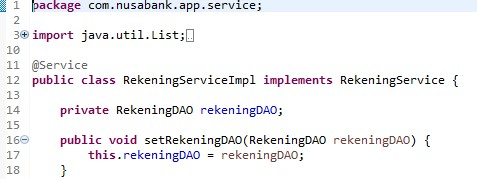 1 package com.nusabank.app.service;
2
3 import java.util.List;
10
11 @Service
12 public class RekeningServiceImpl implements RekeningService {
13
14 private RekeningDAO rekeningDAO;
15
16 public void setRekeningDAO(RekeningDAO rekeningDAO) {
17 this.rekeningDAO = rekeningDAO;
18 }